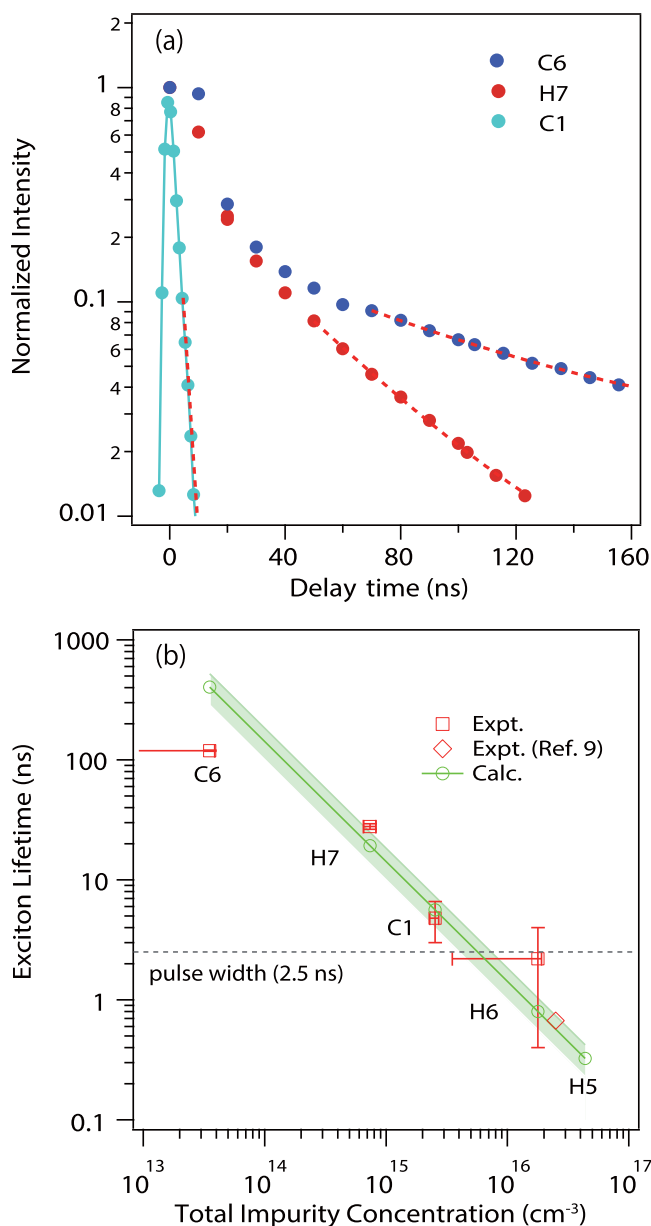 (a)
C6
H7
C1
2
1
8
6
4
2
0.1
8
6
4
2
0.01
Normalized Intensity
0 40 80 120 160
Delay time (ns)
(b)
1000
100
10
1
0.1
Exciton Lifetime (ns)
Expt.
Expt. (Ref. 9)
Calc.
C6
H7
C1
pulse width (2.5 ns)
H6
H5
10^13 10^14 10^15 10^16 10^17
Total Impurity Concentration (cm^-3)